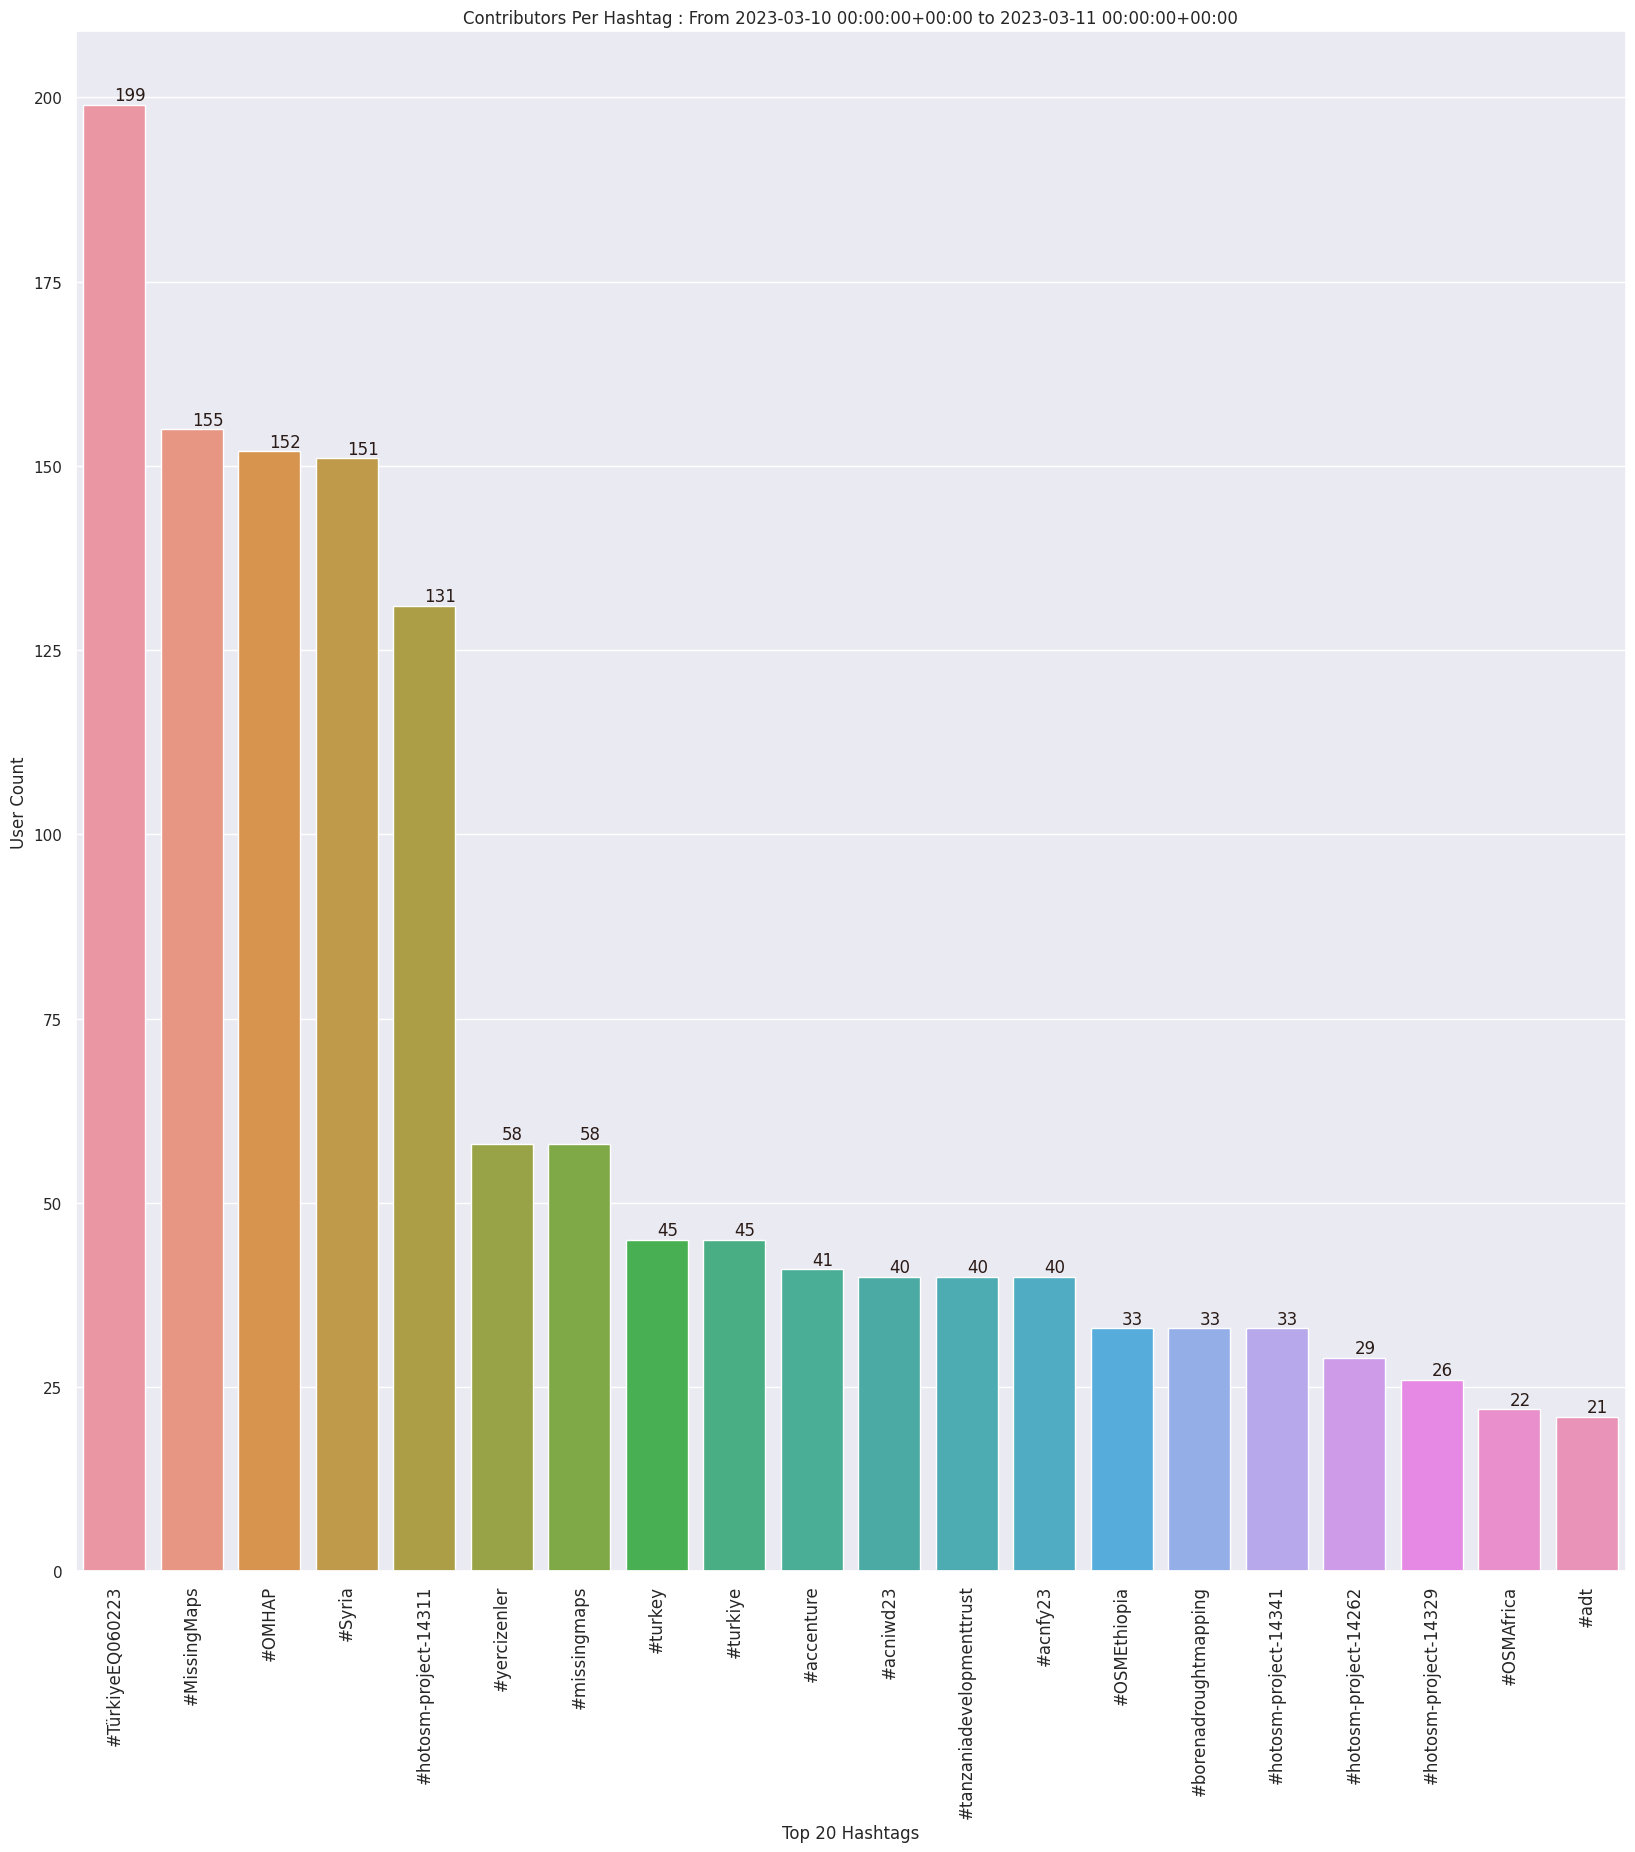 Contributors Per Hashtag : From 2023-03-10 00:00:00+00:00 to 2023-03-11 00:00:00+00:00
User Count
200
175
150
125
100
75
50
25
0
199
155
152
151
131
58
58
45
45
41
40
40
40
33
33
33
29
26
22
21
#TürkiyeEQ060223
#MissingMaps
#OMHAP
#Syria
#hotosm-project-14311
#yercizenler
#missingmaps
#turkey
#turkiye
#accenture
#acniwd23
#tanzaniadevelopmenttrust
#acnfy23
#OSMEthiopia
#borenadroughtmapping
#hotosm-project-14341
#hotosm-project-14262
#hotosm-project-14329
#OSMAfrica
#adt
Top 20 Hashtags